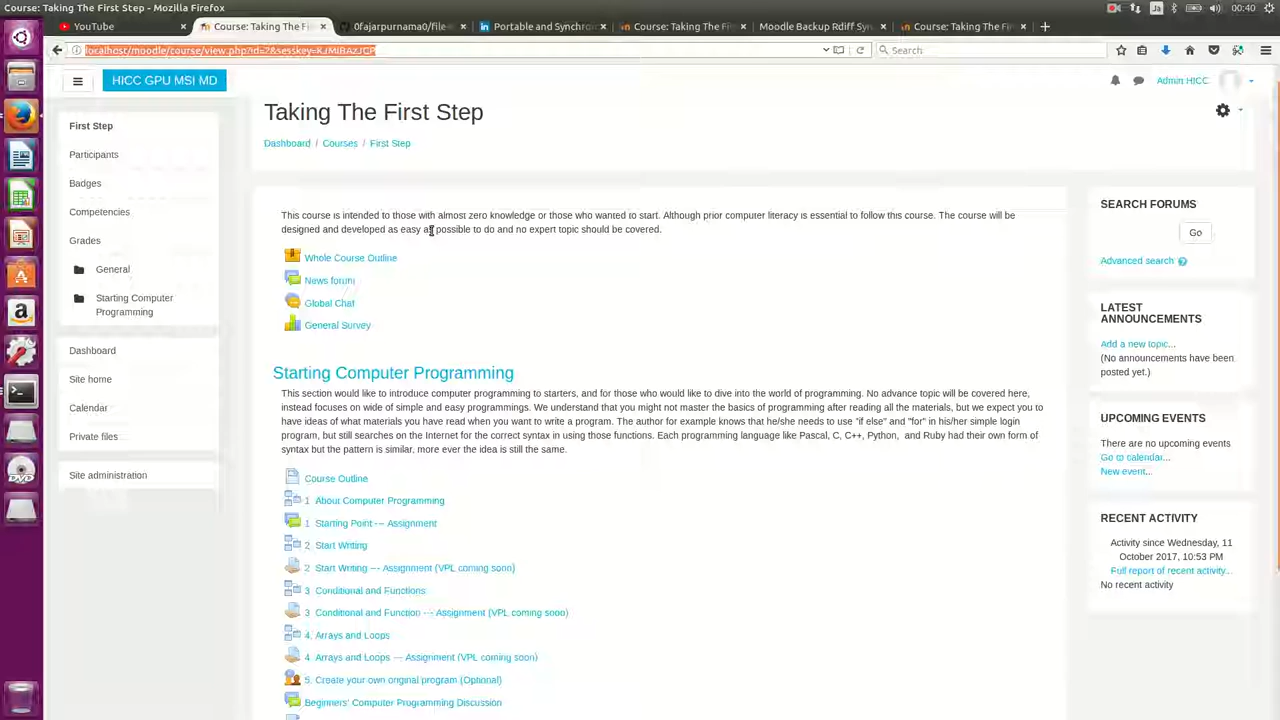 Course: Taking The First Step - Mozilla Firefox
00:40
YouTube
Course: Taking The Fi
0fajarpurnama0/file
Portable and Synchron
Course: Taking The Fi
Moodle Backup Rdiff Sy
Course: Taking The Fi
Search
HICC GPU MSI MD
Admin HICC
First Step
Participants
Badges
Competencies
Grades
General
Starting Computer
Programming
Dashboard
Site home
Calendar
Private files
Site administration
Taking The First Step
Dashboard / Courses / First Step
This course is intended to those with almost zero knowledge or those who wanted to start. Although prior computer literacy is essential to follow this course. The course will be
designed and developed as easy as possible to do and no expert topic should be covered.
Whole Course Outline
News forum
Global Chat
General Survey
Starting Computer Programming
This section would like to introduce computer programming to starters, and for those who would like to dive into the world of programming. No advance topic will be covered here,
instead focuses on wide of simple and easy programmings. We understand that you might not master the basics of programming after reading all the materials, but we expect you to
have ideas of what materials you have read when you want to write a program. The author for example knows that he/she needs to use "if else" and "for" in his/her simple login
program, but still searches on the Internet for the correct syntax in using those functions. Each programming language like Pascal, C, C++, Python, and Ruby had their own form of
syntax but the pattern is similar, more ever the idea is still the same.
Course Outline
1 About Computer Programming
1 Starting Point --- Assignment
2 Start Writing
2 Start Writing --- Assignment (VPL coming soon)
3 Conditional and Functions
3 Conditional and Function --- Assignment (VPL coming soon)
4. Arrays and Loops
4 Arrays and Loops --- Assignment (VPL coming soon)
5. Create your own original program (Optional)
Beginners' Computer Programming Discussion
SEARCH FORUMS
Go
Advanced search
LATEST
ANNOUNCEMENTS
Add a new topic...
(No announcements have been
posted yet.)
UPCOMING EVENTS
There are no upcoming events
Go to calendar...
New event...
RECENT ACTIVITY
Activity since Wednesday, 11
October 2017, 10:53 PM
Full report of recent activity...
No recent activity